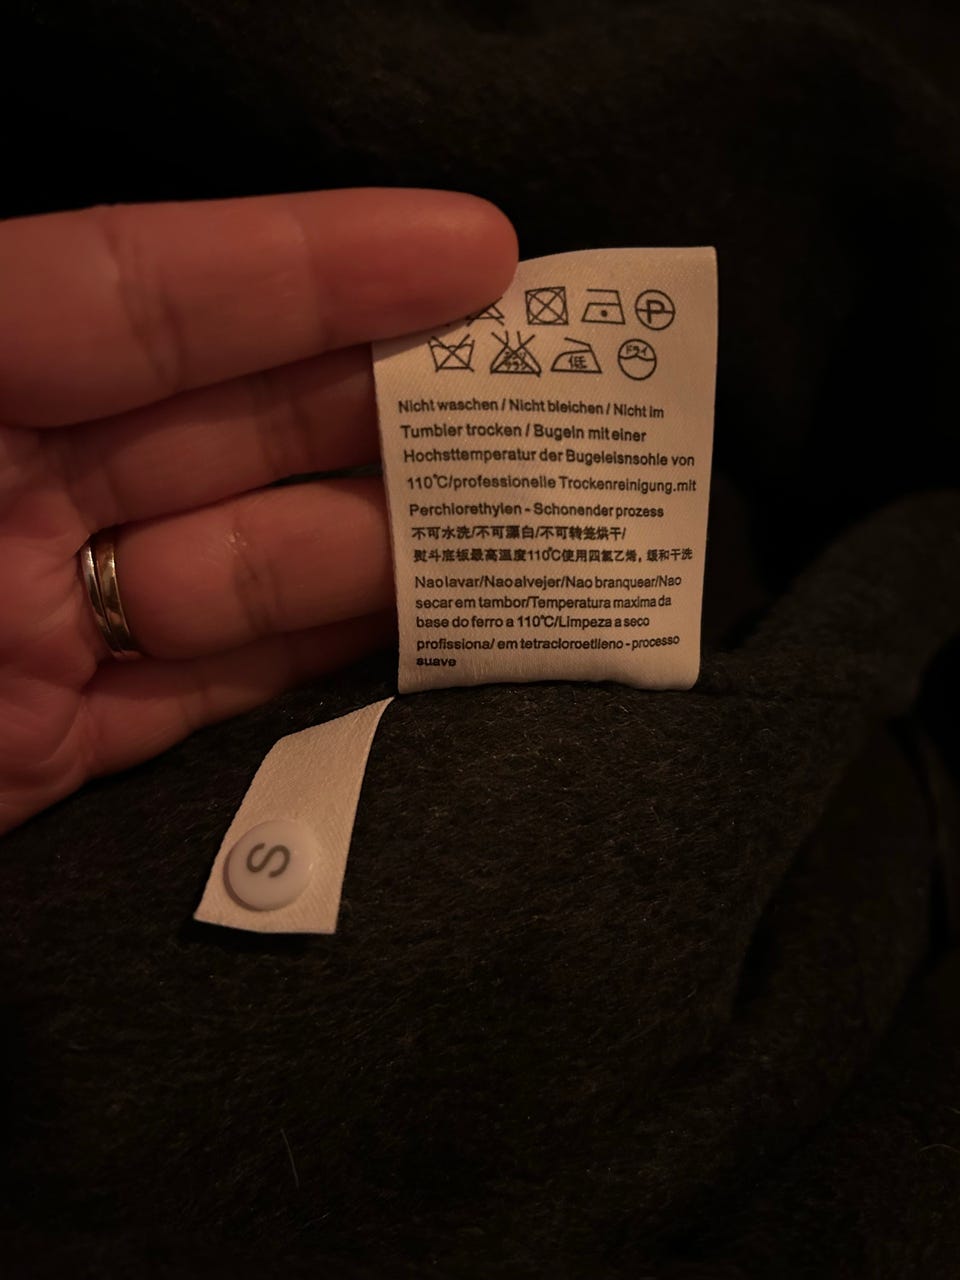 P
低
ドライ
Nicht waschen / Nicht bleichen / Nicht im
Tumbler trocken / Bugeln mit einer
Hochsttemperatur der Bugeleisnsohle von
110℃/professionelle Trockenreinigung.mit
Perchlorethylen - Schonender prozess
不可水洗/不可漂白/不可转笼烘干/
熨斗底板最高温度110℃使用四氯乙烯，缓和干洗
Nao lavar/Nao alvejer/Nao branquear/Nao
secar em tambor/Temperatura maxima da
base do ferro a 110℃/Limpeza a seco
profissiona/ em tetracloroetileno - processo
suave
S